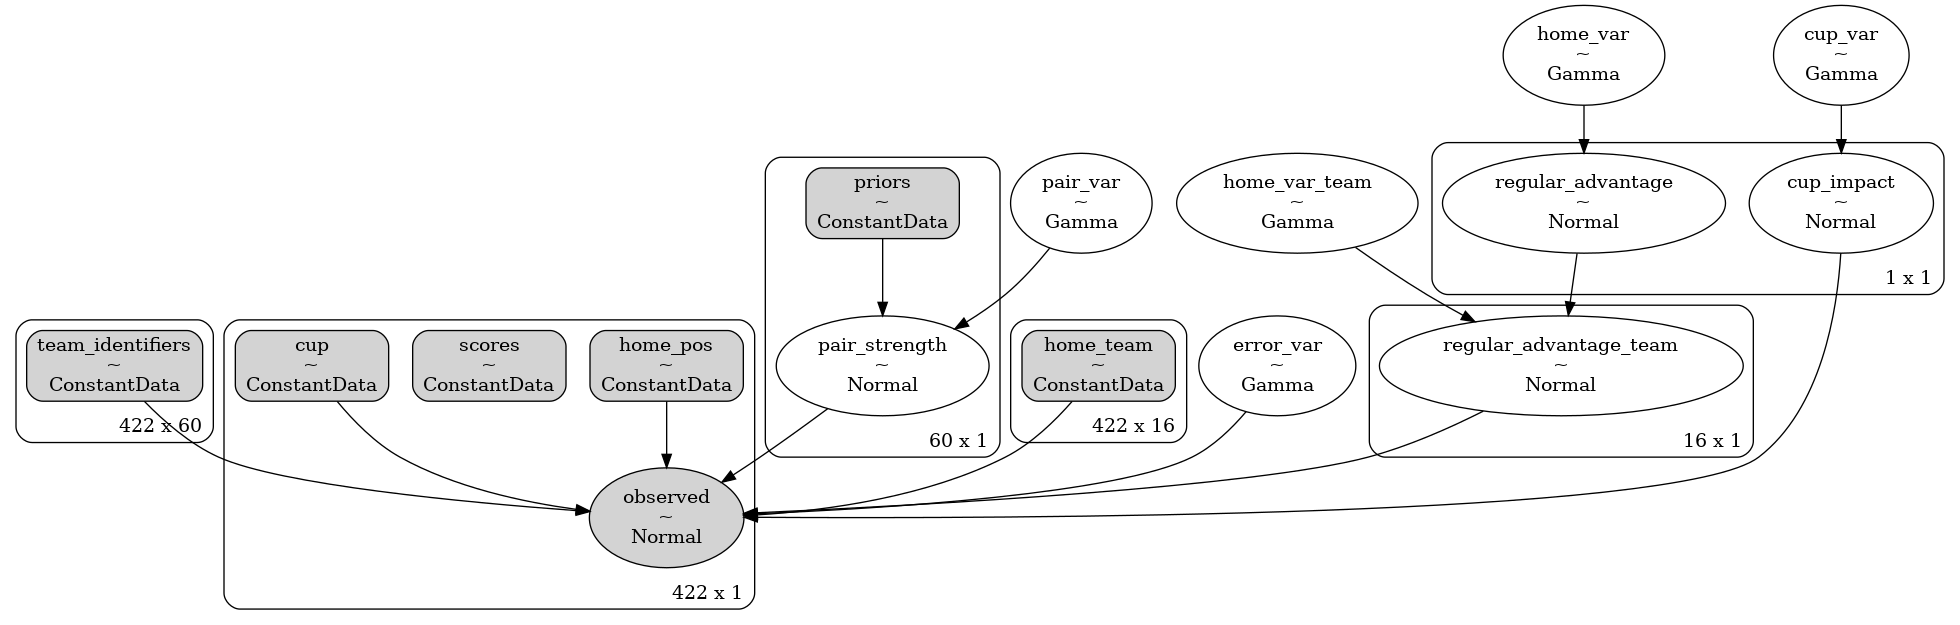 home_var
~
Gamma
cup_var
~
Gamma
priors
~
ConstantData
pair_var
~
Gamma
home_var_team
~
Gamma
regular_advantage
~
Normal
cup_impact
~
Normal
1 x 1
team_identifiers
~
ConstantData
422 x 60
cup
~
ConstantData
scores
~
ConstantData
home_pos
~
ConstantData
pair_strength
~
Normal
60 x 1
home_team
~
ConstantData
422 x 16
error_var
~
Gamma
regular_advantage_team
~
Normal
16 x 1
observed
~
Normal
422 x 1